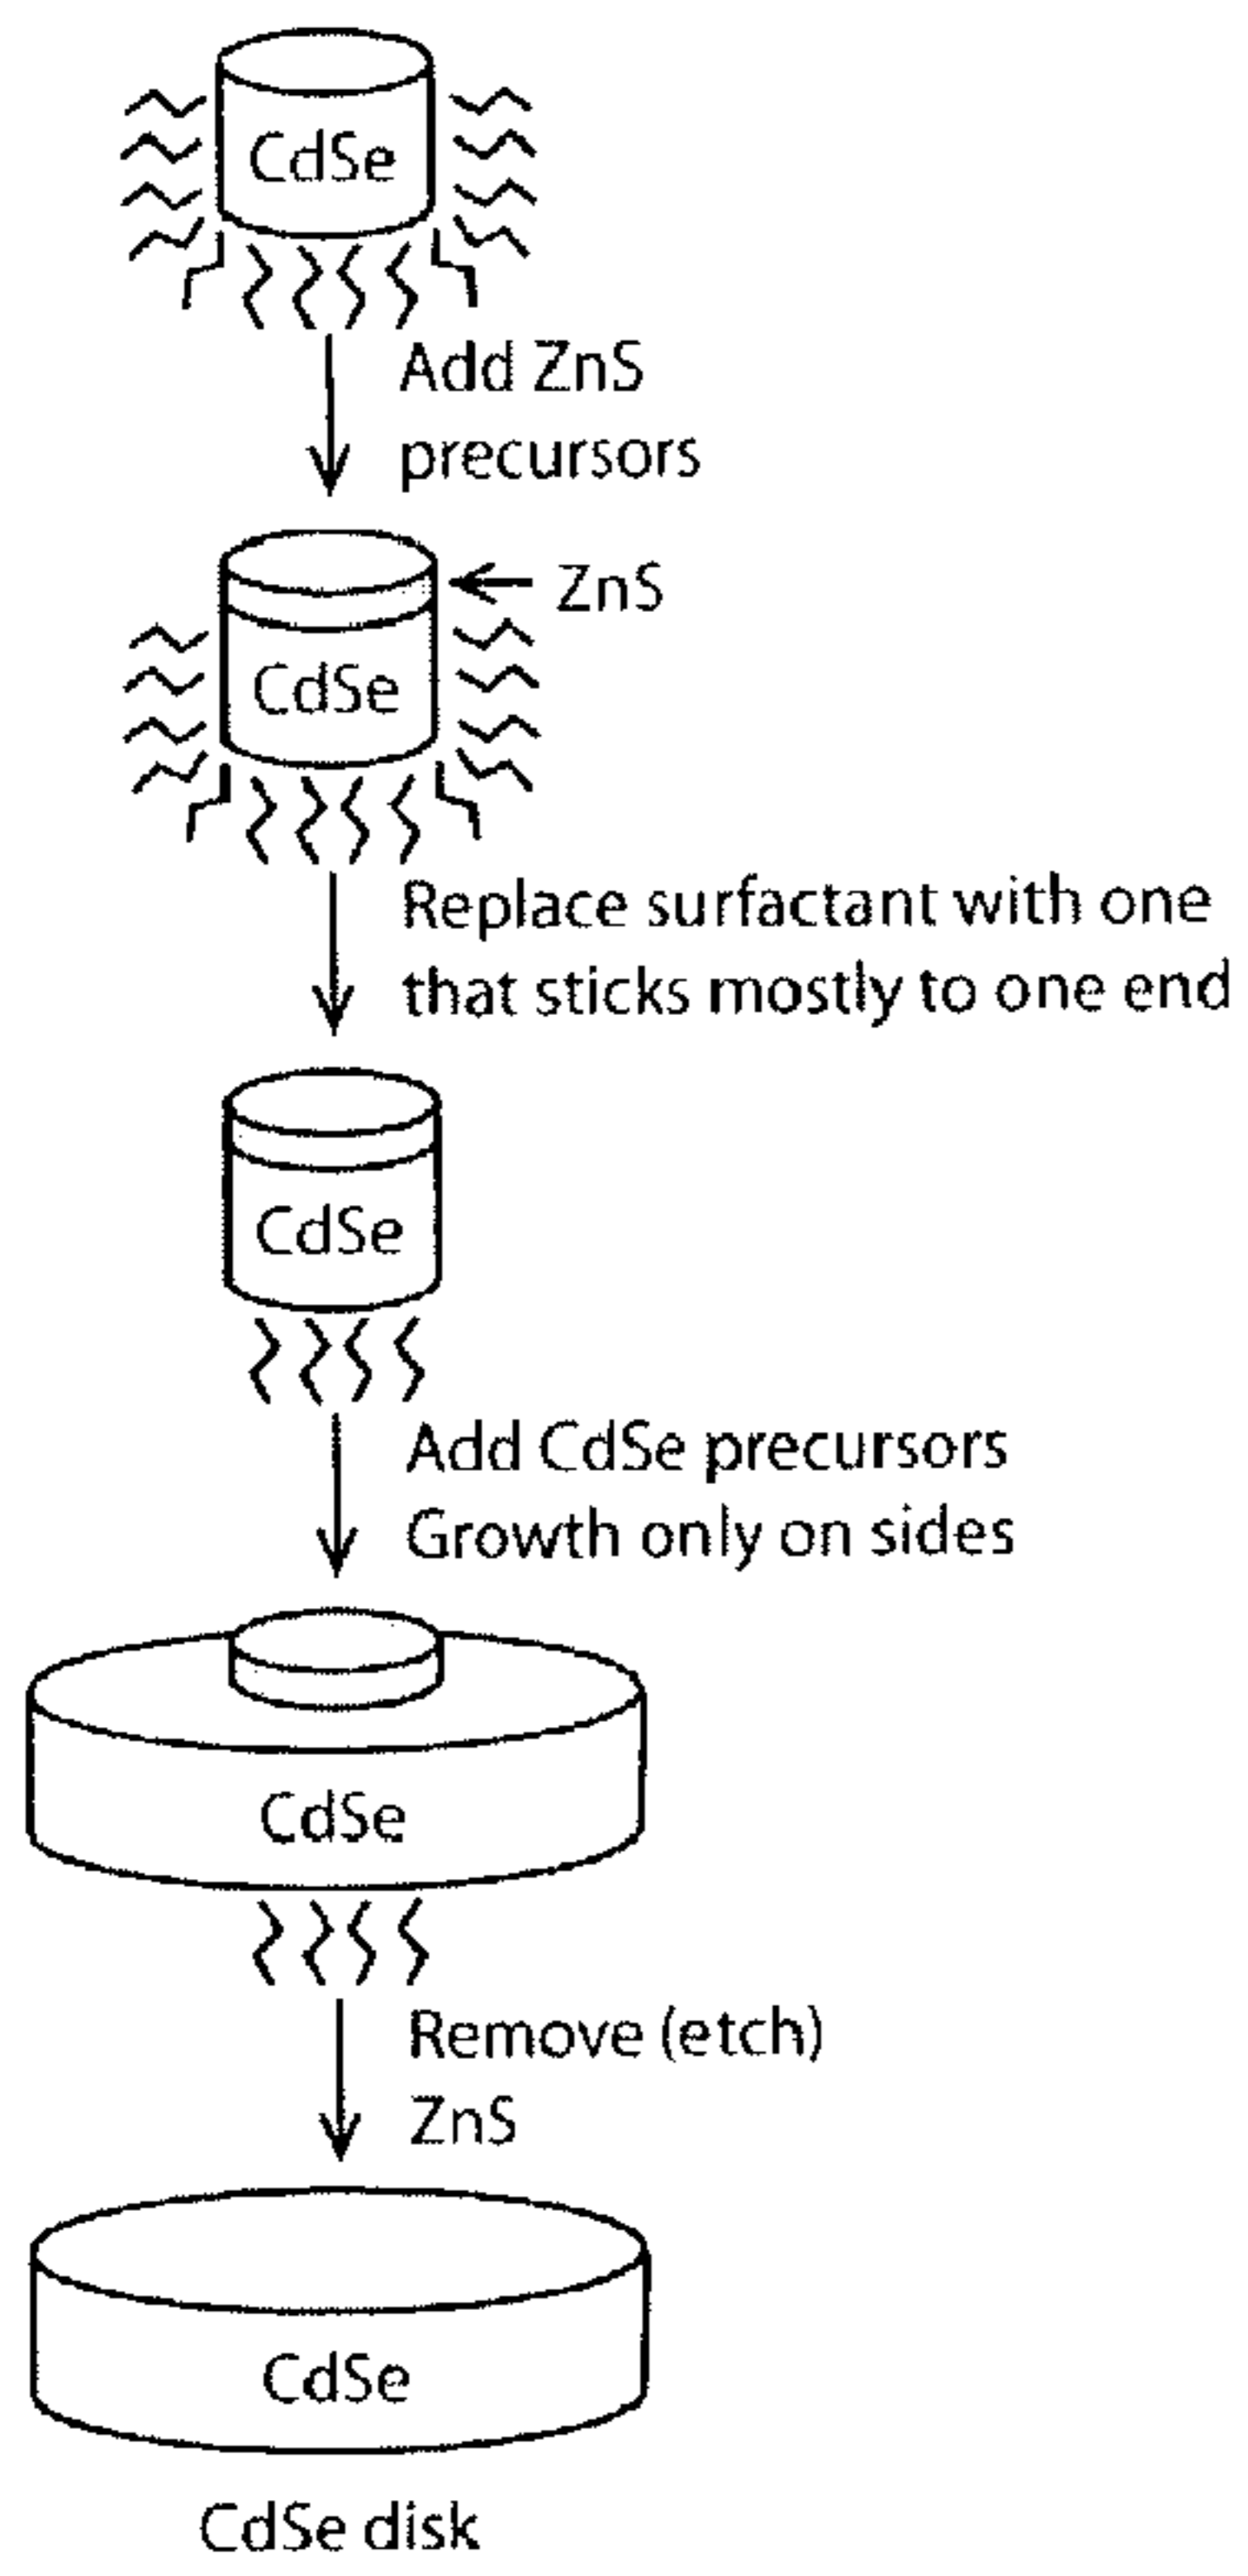 CdSe
Add ZnS
precursors
ZnS
CdSe
Replace surfactant with one
that sticks mostly to one end
CdSe
Add CdSe precursors
Growth only on sides
CdSe
Remove (etch)
ZnS
CdSe
CdSe disk